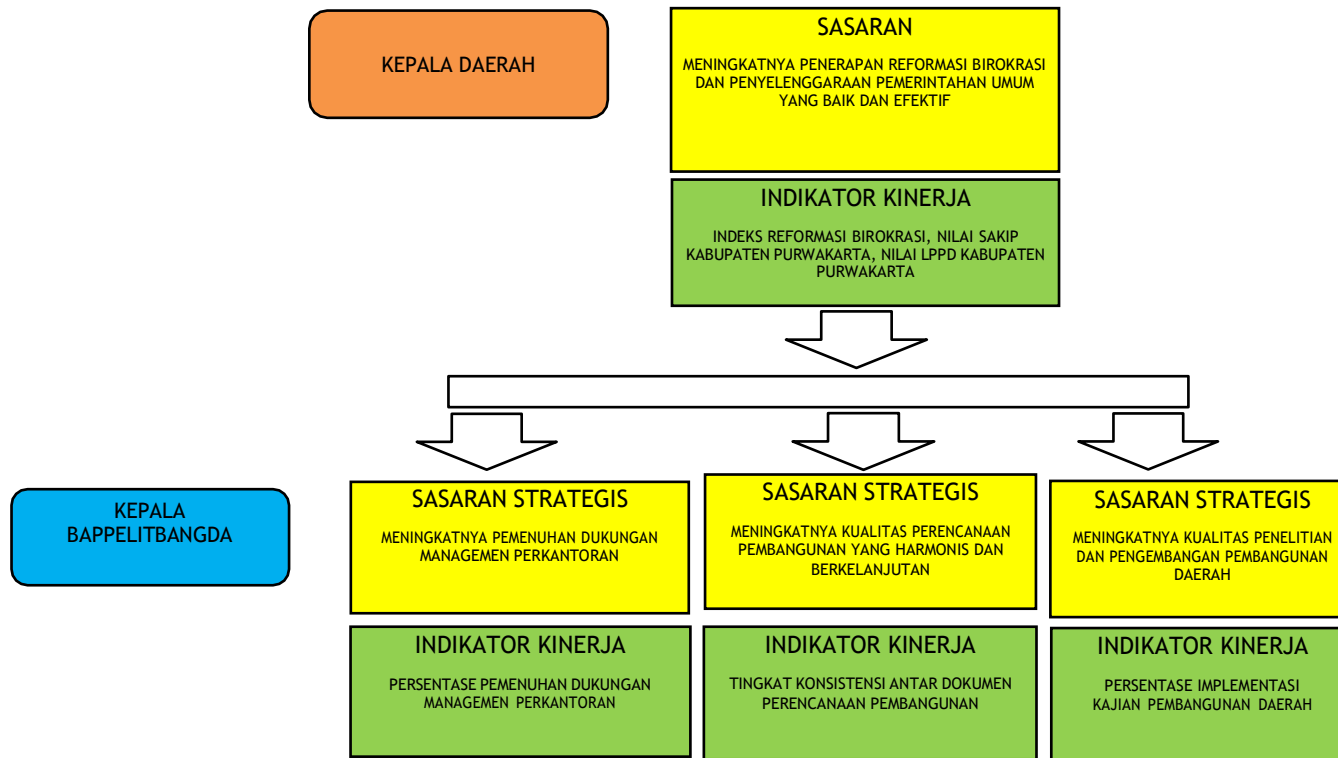 KEPALA DAERAH
SASARAN
MENINGKATNYA PENERAPAN REFORMASI BIROKRASI
DAN PENYELENGGARAAN PEMERINTAHAN UMUM
YANG BAIK DAN EFEKTIF
INDIKATOR KINERJA
INDEKS REFORMASI BIROKRASI, NILAI SAKIP
KABUPATEN PURWAKARTA, NILAI LPPD KABUPATEN
PURWAKARTA
KEPALA
BAPPELITBANGDA
SASARAN STRATEGIS
MENINGKATNYA PEMENUHAN DUKUNGAN
MANAGEMEN PERKANTORAN
INDIKATOR KINERJA
PERSENTASE PEMENUHAN DUKUNGAN
MANAGEMEN PERKANTORAN
SASARAN STRATEGIS
MENINGKATNYA KUALITAS PERENCANAAN
PEMBANGUNAN YANG HARMONIS DAN
BERKELANJUTAN
INDIKATOR KINERJA
TINGKAT KONSISTENSI ANTAR DOKUMEN
PERENCANAAN PEMBANGUNAN
SASARAN STRATEGIS
MENINGKATNYA KUALITAS PENELITIAN
DAN PENGEMBANGAN PEMBANGUNAN
DAERAH
INDIKATOR KINERJA
PERSENTASE IMPLEMENTASI
KAJIAN PEMBANGUNAN DAERAH